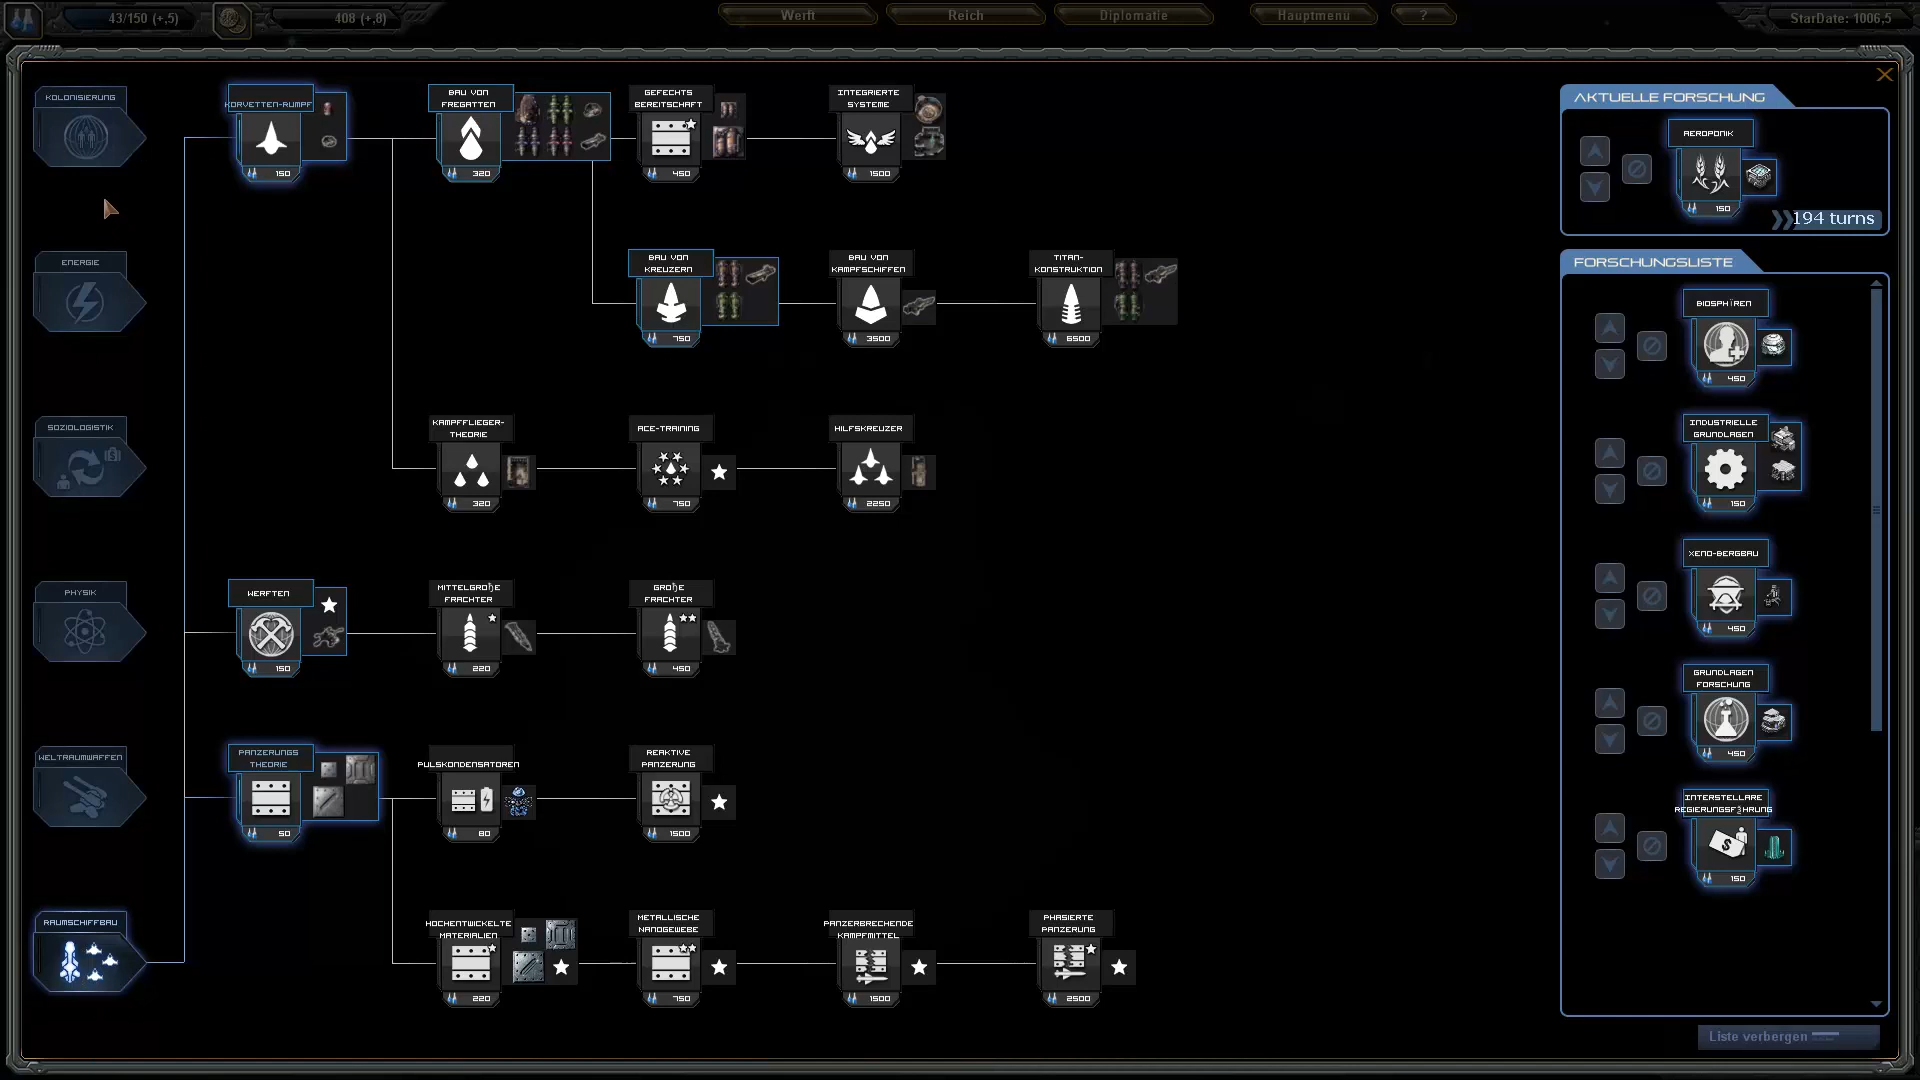 43/150 (+,5)
408 (+,8)
Werft
Reich
Diplomatie
Hauptmenu
?
StarDate: 1006,5
KOLONISIERUNG
ENERGIE
SOZIOLOGISTIK
PHYSIK
WELTRAUMWAFFEN
RAUMSCHIFFBAU
KORVETTEN-RUMPF
150
BAU VON
FREGATTEN
320
GEFECHTS
BEREITSCHAFT
450
INTEGRIERTE
SYSTEME
1500
BAU VON
KREUZERN
750
BAU VON
KAMPFSCHIFFEN
3500
TITAN-
KONSTRUKTION
6500
KAMPFFLIEGER-
THEORIE
320
ACE-TRAINING
750
HILFSKREUZER
2250
WERFTEN
150
MITTELGROßE
FRACHTER
220
GROßE
FRACHTER
450
PANZERUNGS
THEORIE
50
PULSKONDENSATOREN
80
REAKTIVE
PANZERUNG
1500
HOCHENTWICKELTE
MATERIALIEN
220
METALLISCHE
NANOGEWEBE
750
PANZERBRECHENDE
KAMPFMITTEL
1500
PHASIERTE
PANZERUNG
2500
AKTUELLE FORSCHUNG
AEROPONIK
150
194 turns
FORSCHUNGSLISTE
BIOSPHÏREN
450
INDUSTRIELLE
GRUNDLAGEN
150
XENO-BERGBAU
450
GRUNDLAGEN
FORSCHUNG
450
INTERSTELLARE
150
Liste verbergen